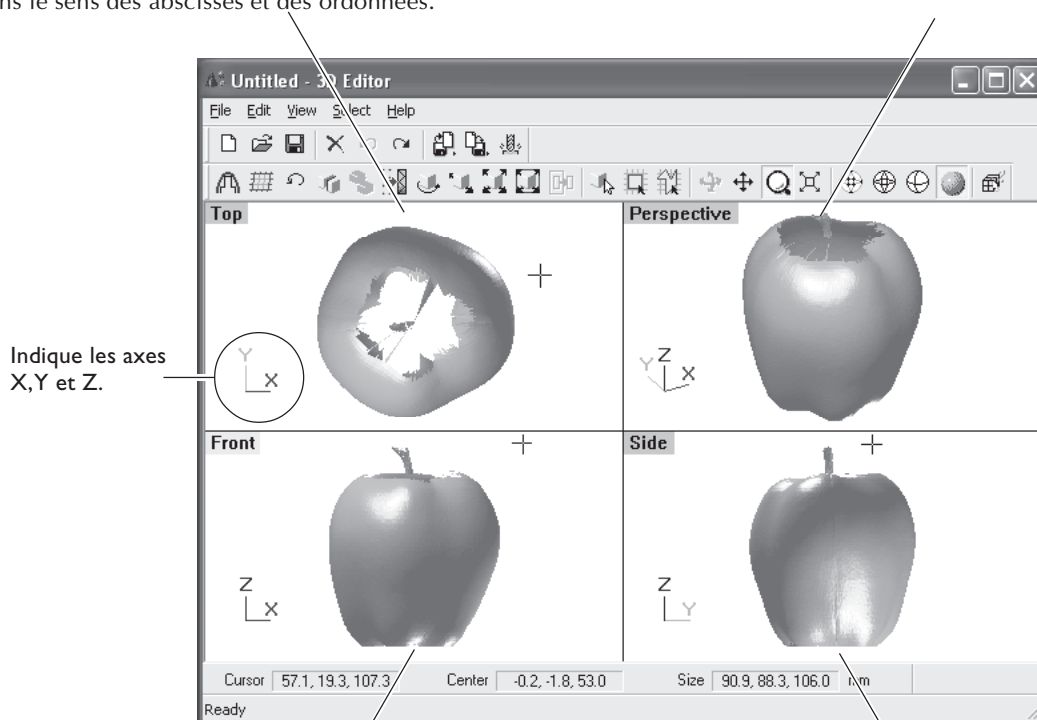 dans le sens des abscisses et des ordonnées.
Untitled - 3D Editor
File Edit View Select Help
Top
Perspective
Y
X
Z
Y
X
Indique les axes
X,Y et Z.
Front
Side
Z
X
Z
Y
Cursor 57.1, 19.3, 107.3 Center -0.2, -1.8, 53.0 Size 90.9, 88.3, 106.0 mm
Ready